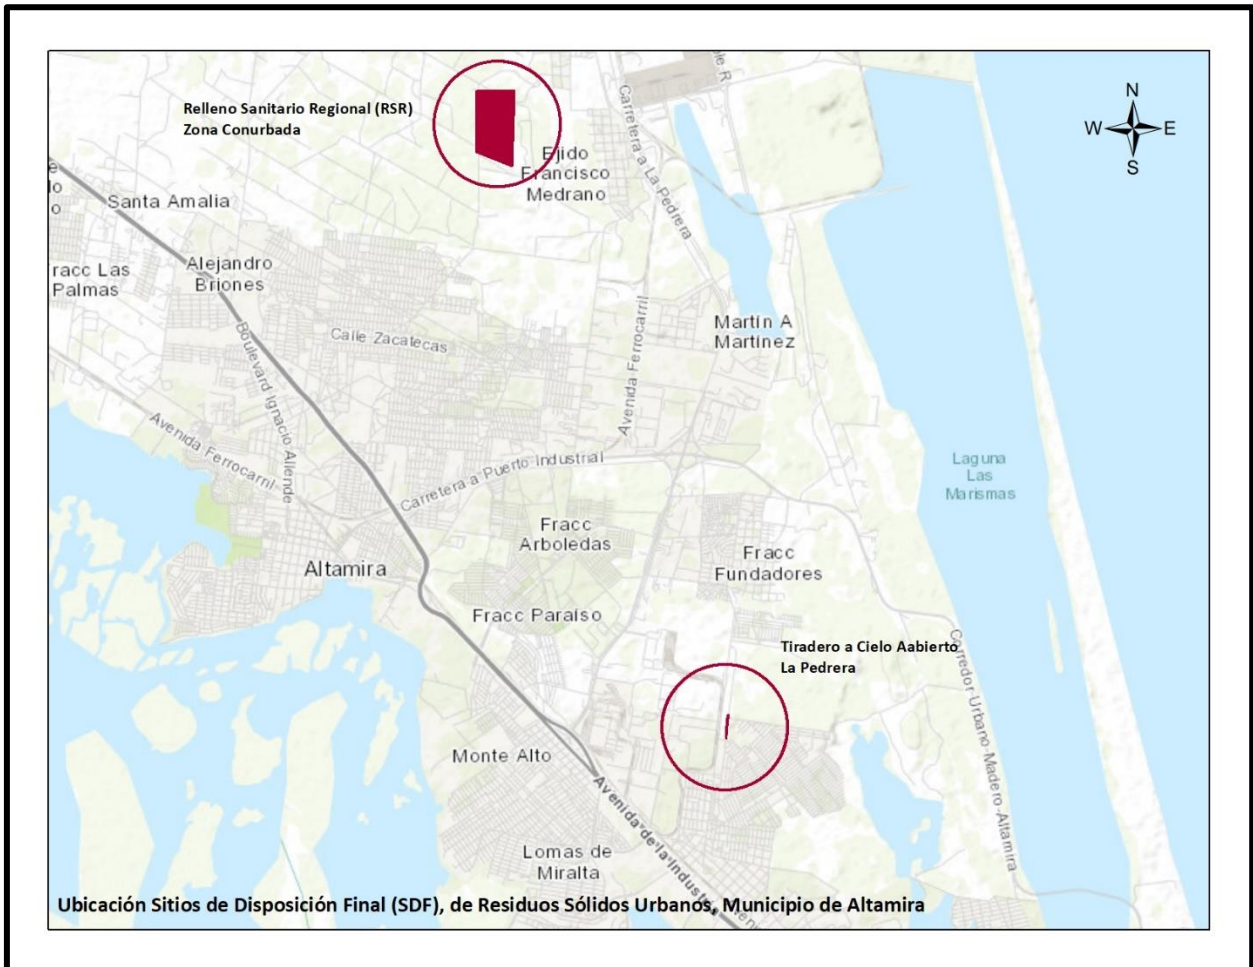 Relleno Sanitario Regional (RSR)
Zona Conurbada
N
W
E
S
Carretera a La Pedrera
Ejido
Francisco
Medrano
Santa Amalia
Alejandro
Briones
racc Las
Palmas
Calle Zacatecas
Martín A
Martínez
Boulevard Ignacio Allende
Avenida Ferrocarril
Avenida Ferrocarril
Carretera a Puerto Industrial
Laguna
Las
Marismas
Fracc
Arboledas
Fracc
Fundadores
Altamira
Fracc Paraíso
Tiradero a Cielo Aabierto
La Pedrera
Corredor Urbano Madero-Altamira
Monte Alto
Avenida de la Industri
Lomas de
Miralta
Ubicación Sitios de Disposición Final (SDF), de Residuos Sólidos Urbanos, Municipio de Altamira